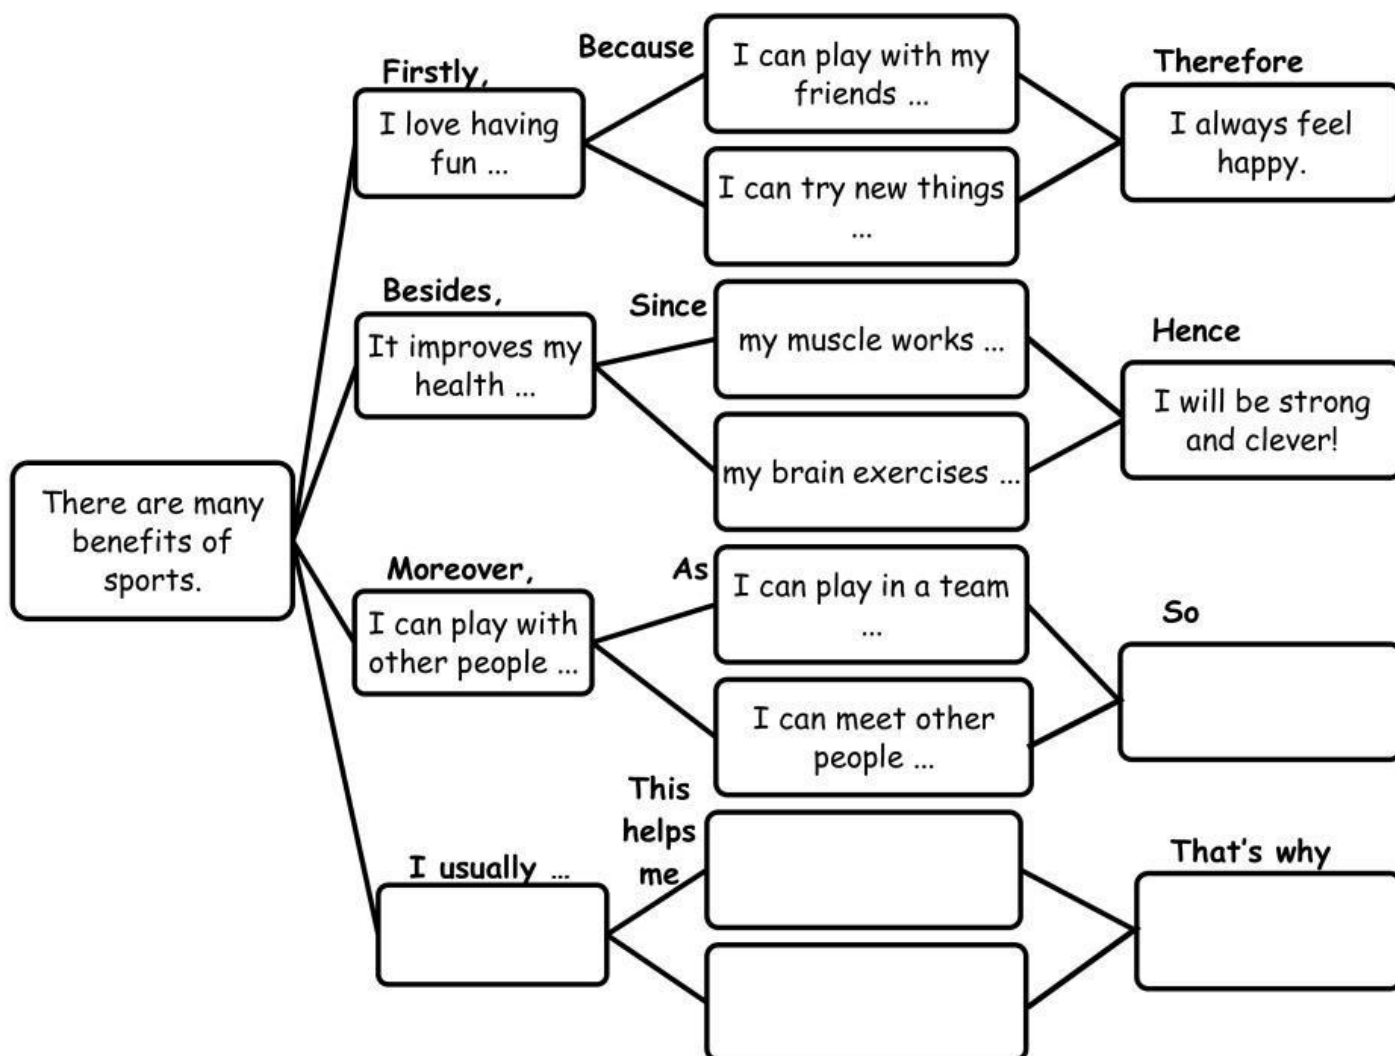 Firstly,
I love having
fun ...
Because
I can play with my
friends ...
I can try new things
...
Therefore
I always feel
happy.
Besides,
It improves my
health ...
Since
my muscle works ...
my brain exercises ...
Hence
I will be strong
and clever!
There are many
benefits of
sports.
Moreover,
I can play with
other people ...
As
I can play in a team
...
I can meet other
people ...
So
I usually ...
This
helps
me
That's why